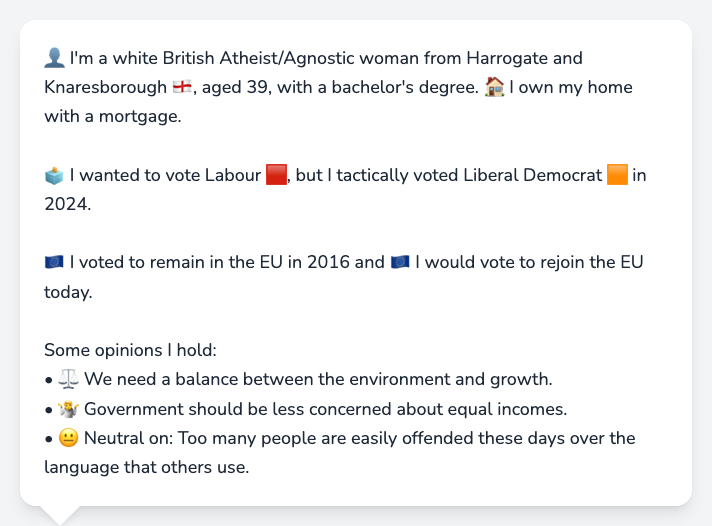 👤 I'm a white British Atheist/Agnostic woman from Harrogate and
Knaresborough 🏴󠁧󠁢󠁥󠁮󠁧󠁿, aged 39, with a bachelor's degree. 🏠 I own my home
with a mortgage.
🗳️ I wanted to vote Labour 🟥, but I tactically voted Liberal Democrat 🟧 in
2024.
🇪🇺 I voted to remain in the EU in 2016 and 🇪🇺 I would vote to rejoin the EU
today.
Some opinions I hold:
• ⚖️ We need a balance between the environment and growth.
• 🤷 Government should be less concerned about equal incomes.
• 😐 Neutral on: Too many people are easily offended these days over the
language that others use.